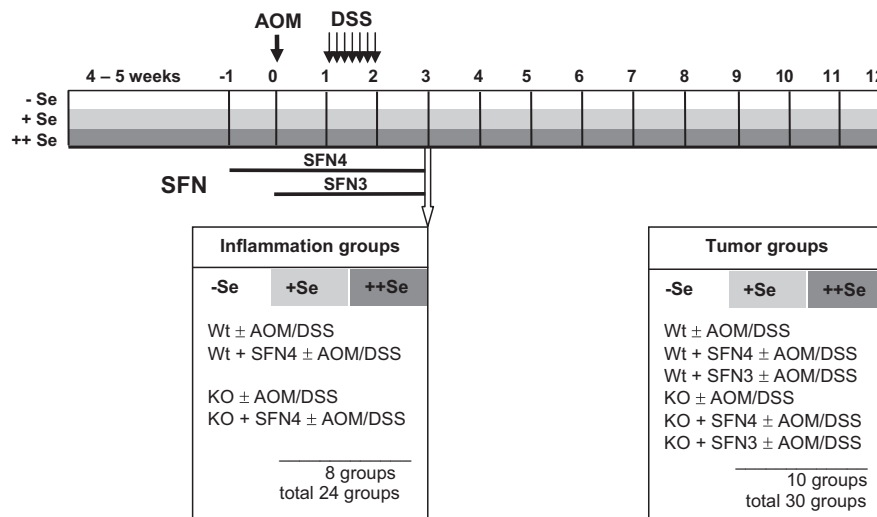 AOM DSS
4 – 5 weeks -1 0 1 2 3 4 5 6 7 8 9 10 11 12
- Se
+ Se
++ Se
SFN4
SFN
SFN3
Inflammation groups
-Se +Se ++Se
Wt ± AOM/DSS
Wt + SFN4 ± AOM/DSS
KO ± AOM/DSS
KO + SFN4 ± AOM/DSS
8 groups
total 24 groups
Tumor groups
-Se +Se ++Se
Wt ± AOM/DSS
Wt + SFN4 ± AOM/DSS
Wt + SFN3 ± AOM/DSS
KO ± AOM/DSS
KO + SFN4 ± AOM/DSS
KO + SFN3 ± AOM/DSS
10 groups
total 30 groups